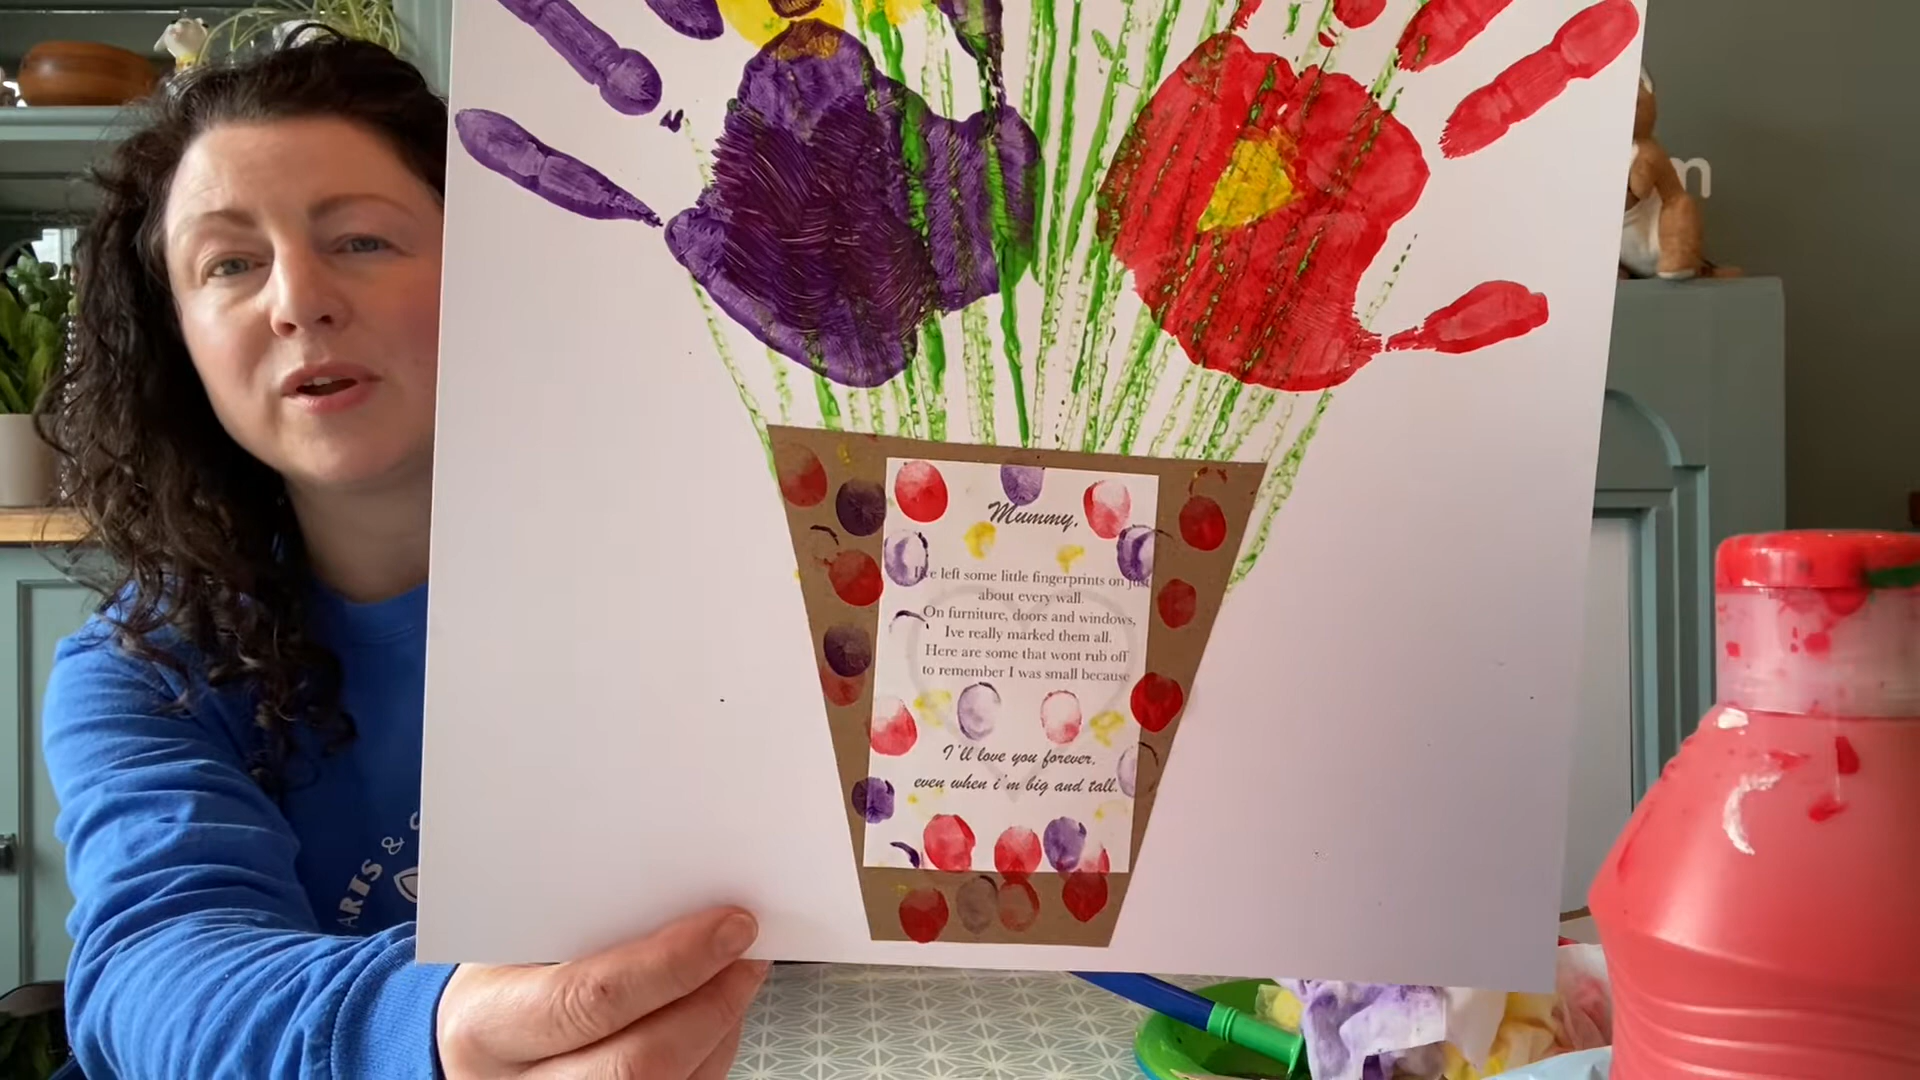 m
Mummy,
I've left some little fingerprints on just
about every wall.
On furniture, doors and windows,
Ive really marked them all.
Here are some that wont rub off
to remember I was small because
I'll love you forever,
even when i'm big and tall.
ARTS &